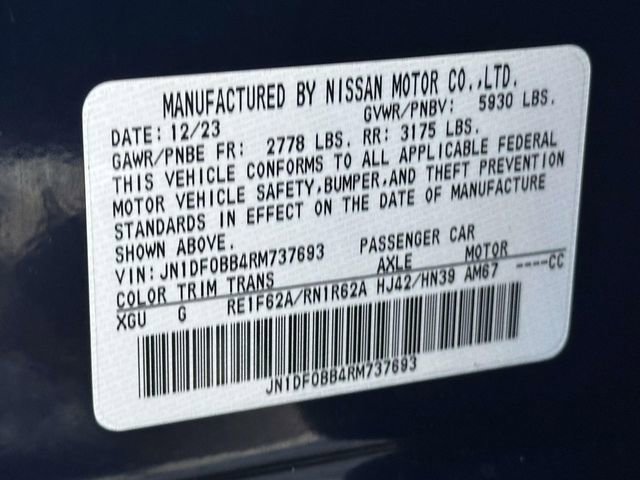 MANUFACTURED BY NISSAN MOTOR CO.,LTD.
DATE: 12/23 GVWR/PNBV: 5930 LBS.
GAWR/PNBE FR: 2778 LBS. RR: 3175 LBS.
THIS VEHICLE CONFORMS TO ALL APPLICABLE FEDERAL
MOTOR VEHICLE SAFETY,BUMPER,AND THEFT PREVENTION
STANDARDS IN EFFECT ON THE DATE OF MANUFACTURE
SHOWN ABOVE.
VIN: JN1DF0BB4RM737693 PASSENGER CAR
COLOR TRIM TRANS AXLE MOTOR
XGU G RE1F62A/RN1R62A HJ42/HN39 AM67 ----CC
JN1DF0BB4RM737693